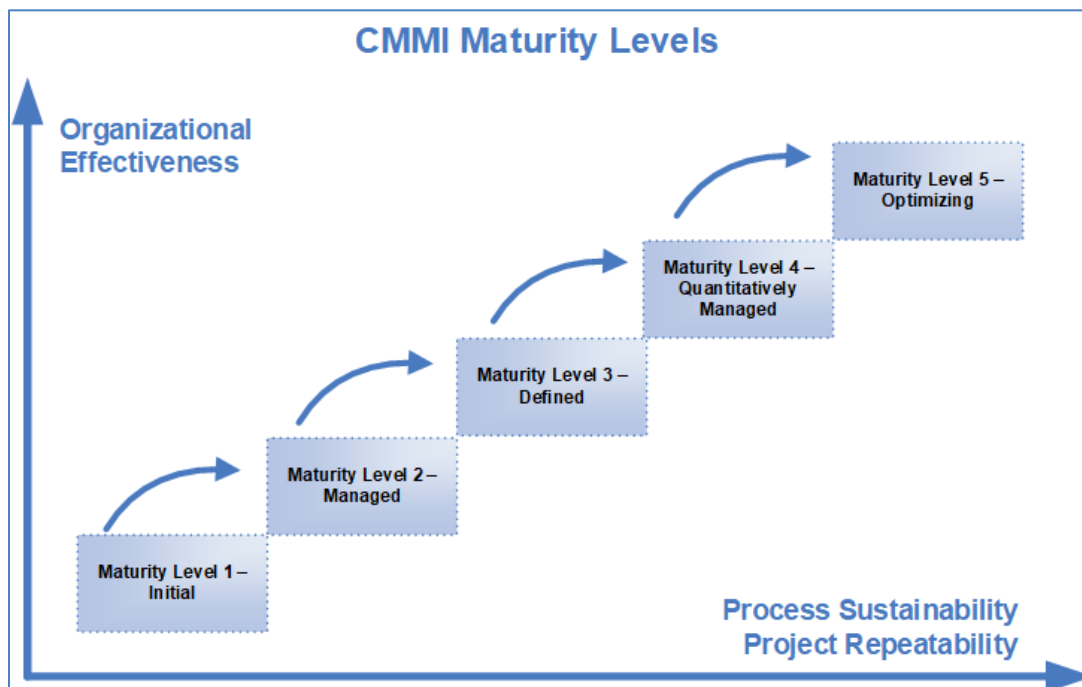 CMMI Maturity Levels
Organizational
Effectiveness
Maturity Level 5 –
Optimizing
Maturity Level 4 –
Quantitatively
Managed
Maturity Level 3 –
Defined
Maturity Level 2 –
Managed
Maturity Level 1 –
Initial
Process Sustainability
Project Repeatability